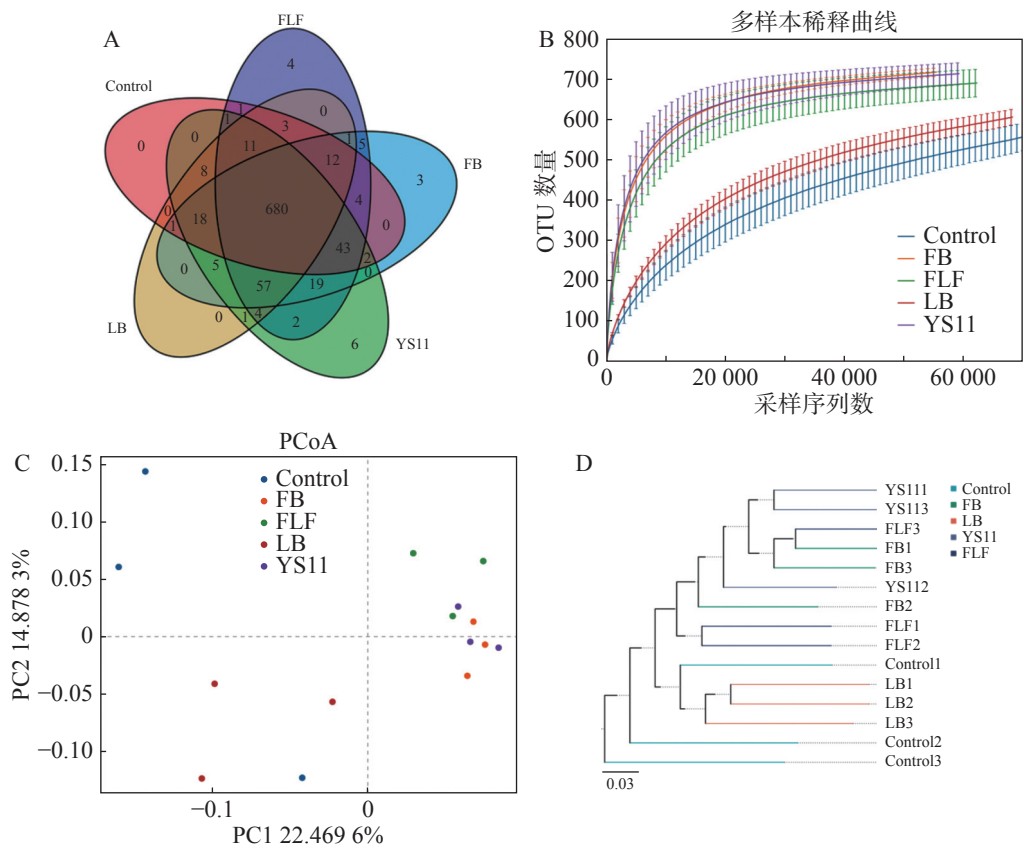 A
FLF
Control
FB
LB
YS11
4
0
1
1
3
0
1
5
0
11
12
3
8
4
0
0
1
18
680
0
43
2
0
0
5
57
19
0
1
4
2
6
B
多样本稀释曲线
OTU 数量
800
700
600
500
400
300
200
100
0
0
20 000
40 000
60 000
采样序列数
Control
FB
FLF
LB
YS11
C
PCoA
PC2 14.878 3%
0.15
0.10
0.05
0
−0.05
−0.10
−0.1
0
PC1 22.469 6%
Control
FB
FLF
LB
YS11
D
YS111
YS113
FLF3
FB1
FB3
YS112
FB2
FLF1
FLF2
Control1
LB1
LB2
LB3
Control2
Control3
0.03
Control
FB
LB
YS11
FLF